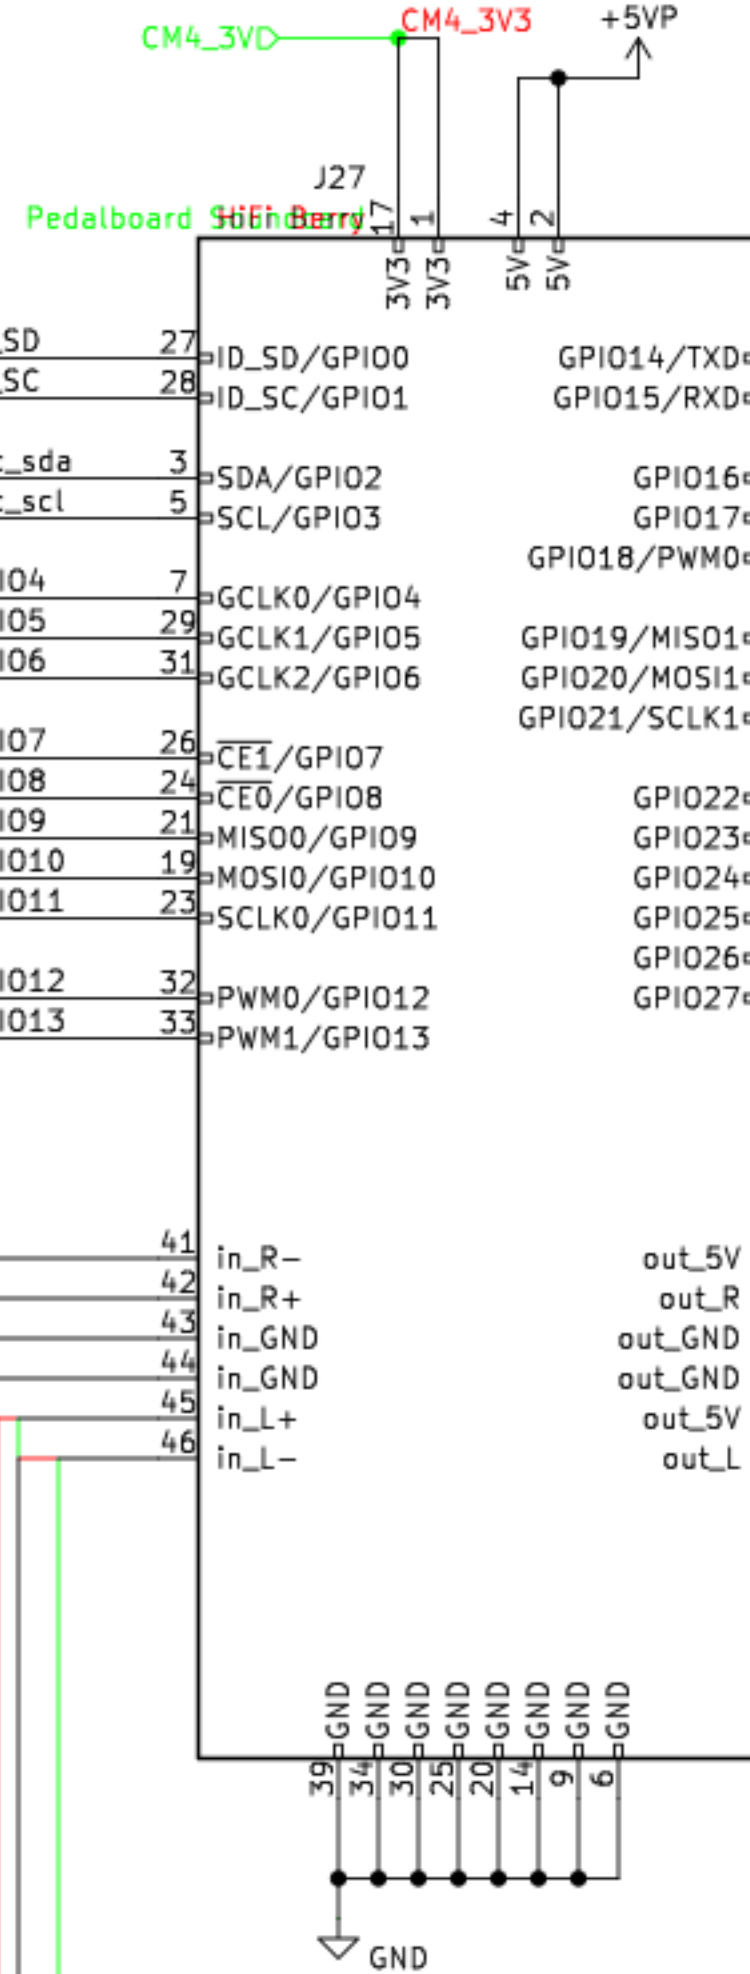 CM4_3V
CM4_3V3
+5VP
J27
Pedalboard
HiFi Berry
17 1 4 2
3V3 3V3 5V 5V
_SD 27 ID_SD/GPIO0 GPIO14/TXD
_SC 28 ID_SC/GPIO1 GPIO15/RXD
_sda 3 SDA/GPIO2 GPIO16
_scl 5 SCL/GPIO3 GPIO17
GPIO18/PWM0
IO4 7 GCLK0/GPIO4
IO5 29 GCLK1/GPIO5 GPIO19/MISO1
IO6 31 GCLK2/GPIO6 GPIO20/MOSI1
GPIO21/SCLK1
IO7 26 CE1/GPIO7
IO8 24 CE0/GPIO8 GPIO22
IO9 21 MISO0/GPIO9 GPIO23
IO10 19 MOSI0/GPIO10 GPIO24
IO11 23 SCLK0/GPIO11 GPIO25
GPIO26
IO12 32 PWM0/GPIO12 GPIO27
IO13 33 PWM1/GPIO13
41 in_R- out_5V
42 in_R+ out_R
43 in_GND out_GND
44 in_GND out_GND
45 in_L+ out_5V
46 in_L- out_L
GND GND GND GND GND GND GND GND
39 34 30 25 20 14 9 6
GND